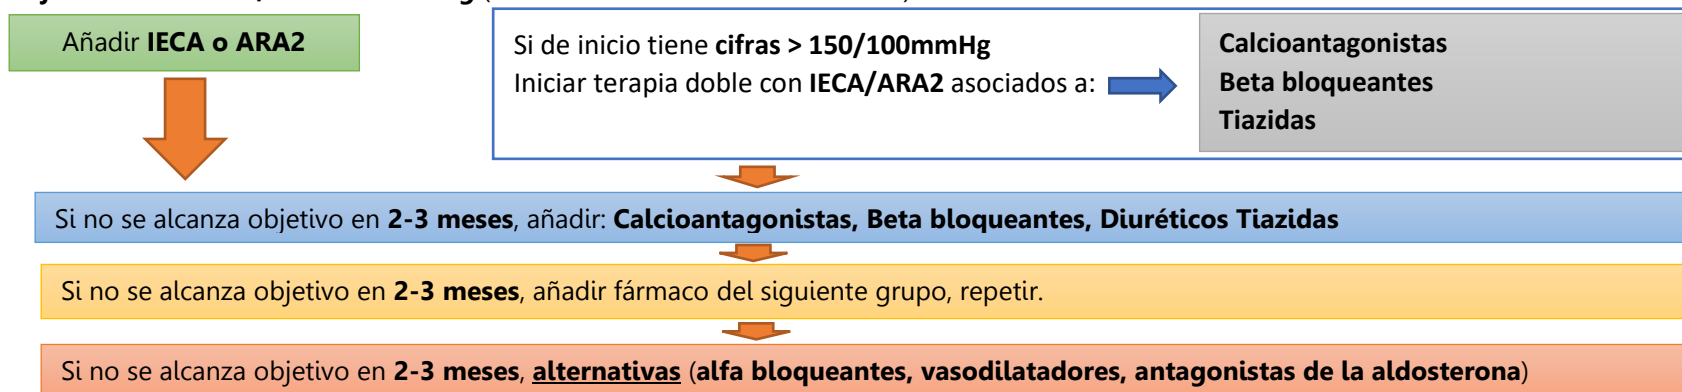 Añadir IECA o ARA2
Si de inicio tiene cifras > 150/100mmHg
Iniciar terapia doble con IECA/ARA2 asociados a:
Calcioantagonistas
Beta bloqueantes
Tiazidas
Si no se alcanza objetivo en 2-3 meses, añadir: Calcioantagonistas, Beta bloqueantes, Diuréticos Tiazidas
Si no se alcanza objetivo en 2-3 meses, añadir fármaco del siguiente grupo, repetir.
Si no se alcanza objetivo en 2-3 meses, alternativas (alfa bloqueantes, vasodilatadores, antagonistas de la aldosterona)